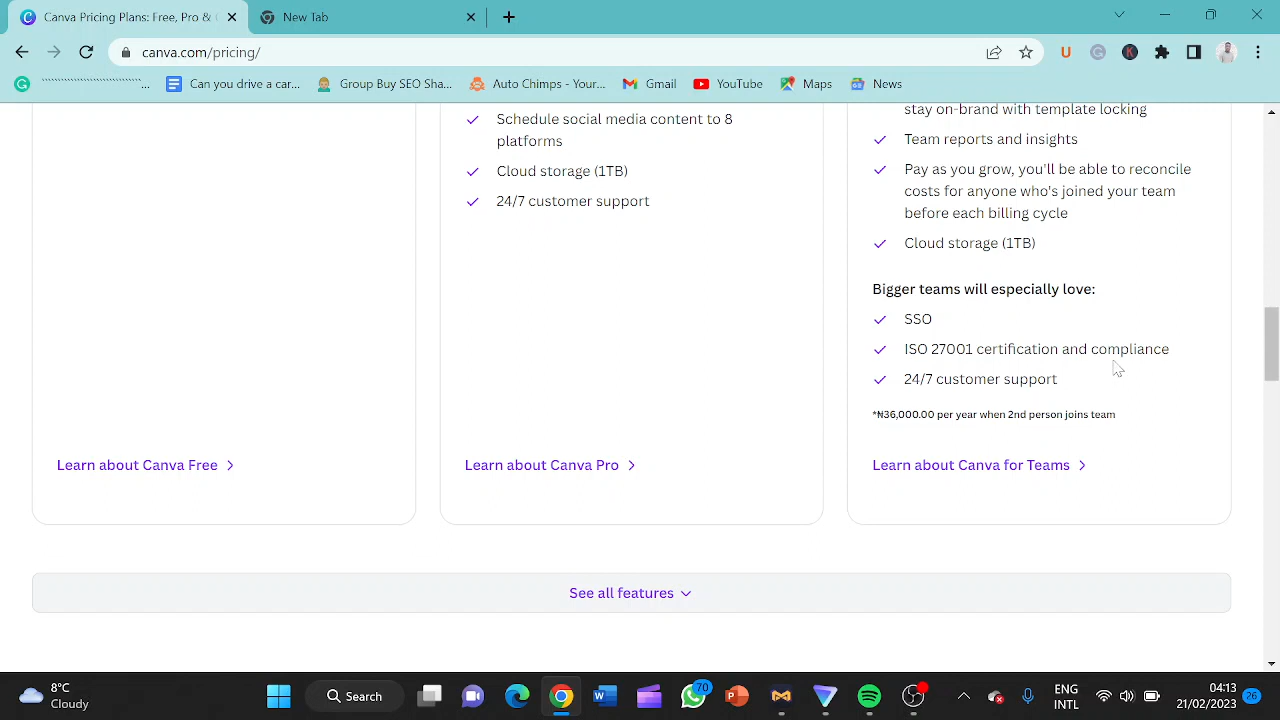 Canva Pricing Plans: Free, Pro &
New Tab
canva.com/pricing/
Can you drive a car...
Group Buy SEO Sha...
Auto Chimps - Your...
Gmail
YouTube
Maps
News
Schedule social media content to 8
platforms
Cloud storage (1TB)
24/7 customer support
stay on-brand with template locking
Team reports and insights
Pay as you grow, you'll be able to reconcile
costs for anyone who's joined your team
before each billing cycle
Cloud storage (1TB)
Bigger teams will especially love:
SSO
ISO 27001 certification and compliance
24/7 customer support
*₦36,000.00 per year when 2nd person joins team
Learn about Canva Free
Learn about Canva Pro
Learn about Canva for Teams
See all features
8°C
Cloudy
Search
70
ENG
INTL
04:13
21/02/2023
26